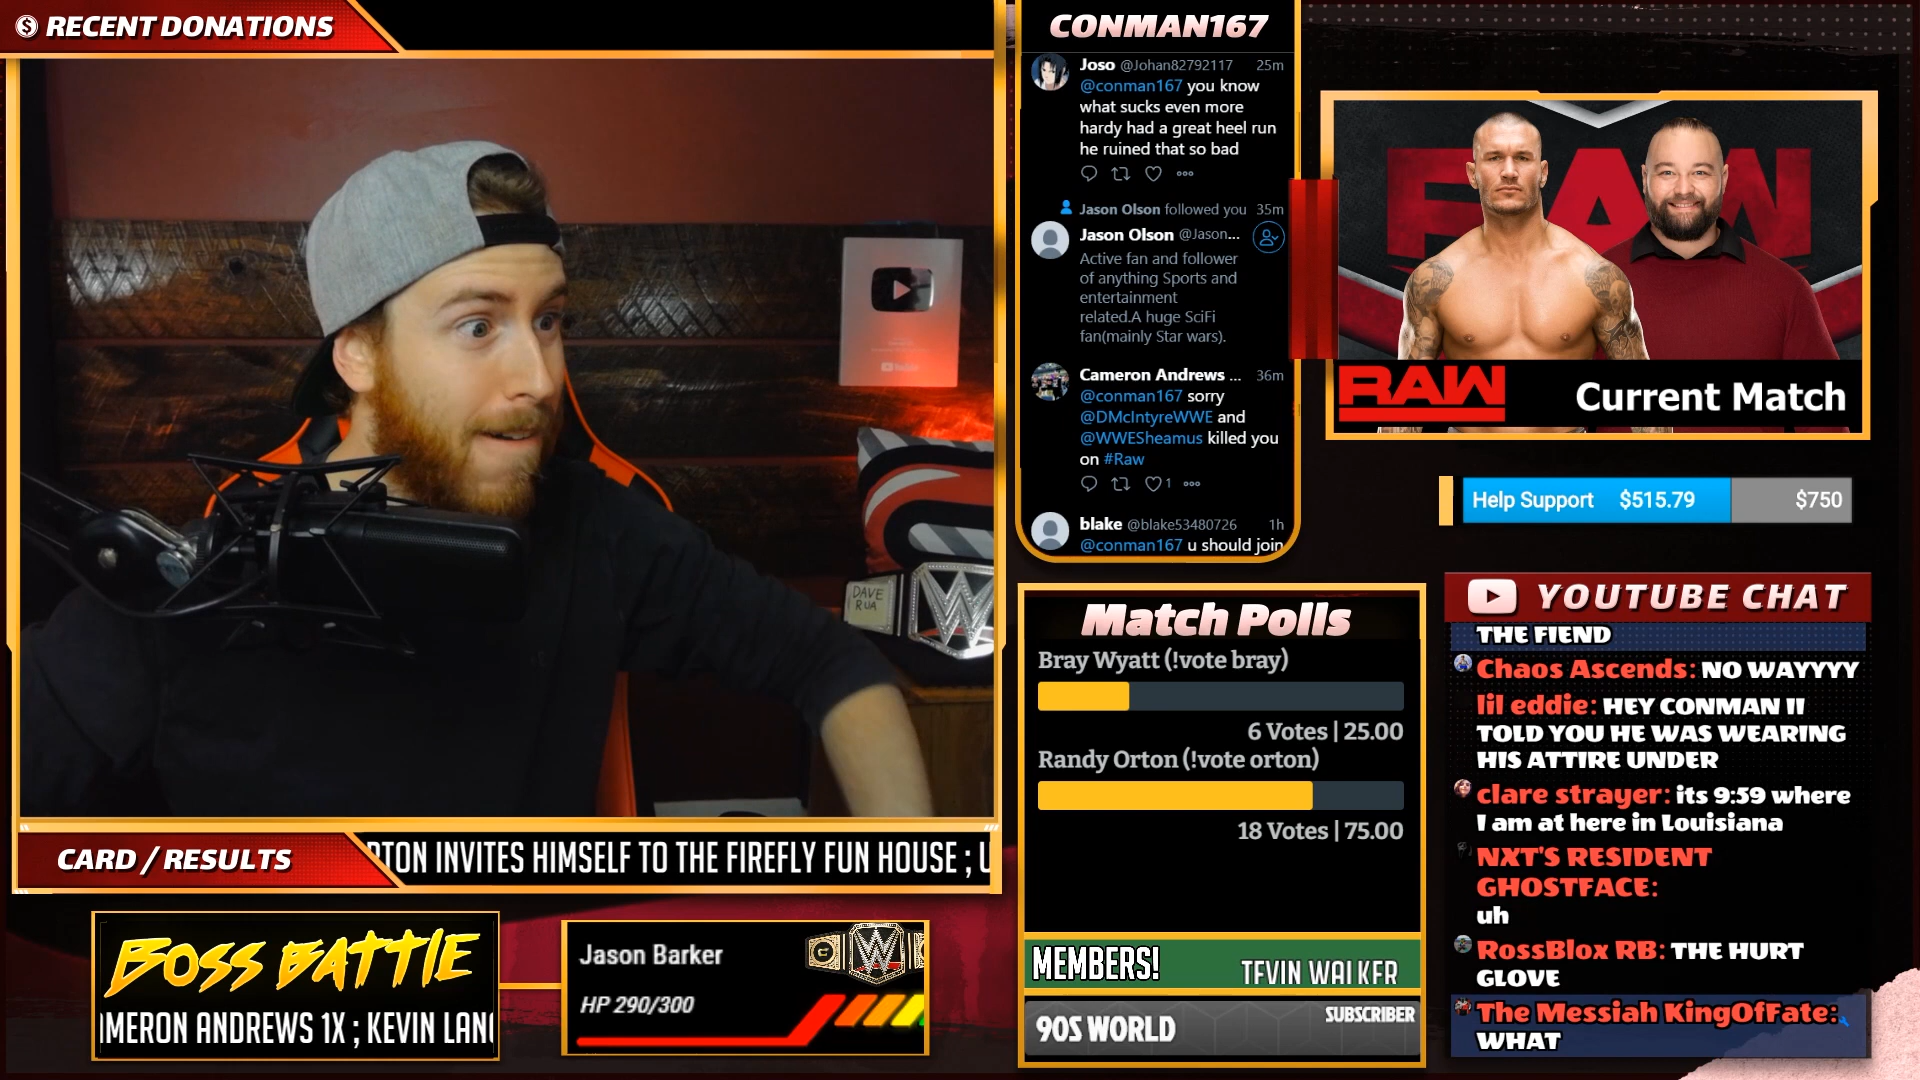 RECENT DONATIONS
DAVE
RUA
CARD / RESULTS
RTON INVITES HIMSELF TO THE FIREFLY FUN HOUSE ; U
BOSS BATTLE
MERON ANDREWS 1X ; KEVIN LAN
Jason Barker
HP 290/300
CONMAN167
Joso @Johan82792117 25m
@conman167 you know
what sucks even more
hardy had a great heel run
he ruined that so bad
Jason Olson followed you 35m
Jason Olson @Jason...
Active fan and follower
of anything Sports and
entertainment
related.A huge SciFi
fan(mainly Star wars).
Cameron Andrews ... 36m
@conman167 sorry
@DMcIntyreWWE and
@WWESheamus killed you
on #Raw
1
blake @blake53480726 1h
@conman167 u should join
Match Polls
Bray Wyatt (!vote bray)
6 Votes | 25.00
Randy Orton (!vote orton)
18 Votes | 75.00
MEMBERS!
TEVIN WALKER
90S WORLD
SUBSCRIBER
RAW
RAW
Current Match
Help Support $515.79 $750
YOUTUBE CHAT
THE FIEND
Chaos Ascends: NO WAYYYY
lil eddie: HEY CONMAN II
TOLD YOU HE WAS WEARING
HIS ATTIRE UNDER
clare strayer: its 9:59 where
I am at here in Louisiana
NXT'S RESIDENT
GHOSTFACE:
uh
RossBlox RB: THE HURT
GLOVE
The Messiah KingOfFate:
WHAT